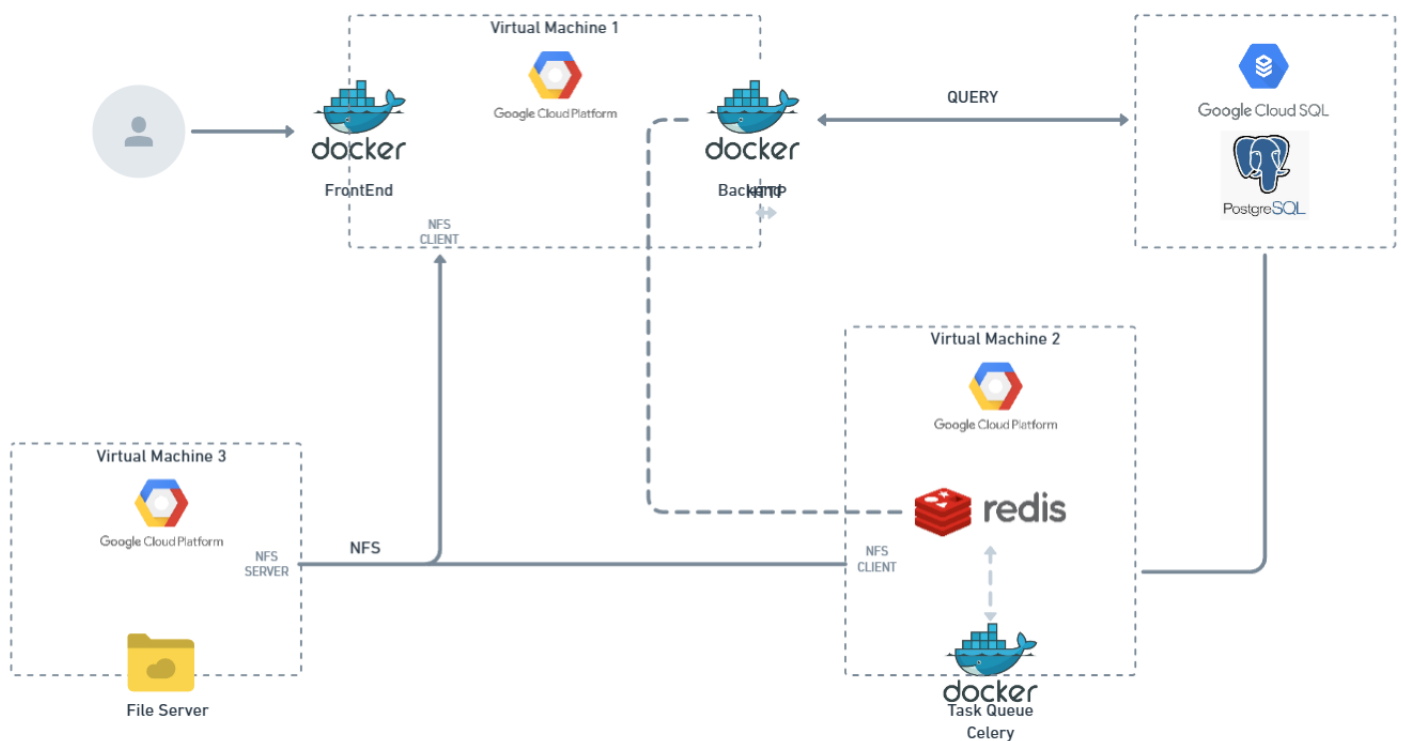 Virtual Machine 1
Google Cloud Platform
docker
FrontEnd
docker
Backend
HTTP
NFS
CLIENT
QUERY
Google Cloud SQL
PostgreSQL
Virtual Machine 2
Google Cloud Platform
redis
NFS
CLIENT
docker
Task Queue
Celery
Virtual Machine 3
Google Cloud Platform
NFS
SERVER
NFS
File Server